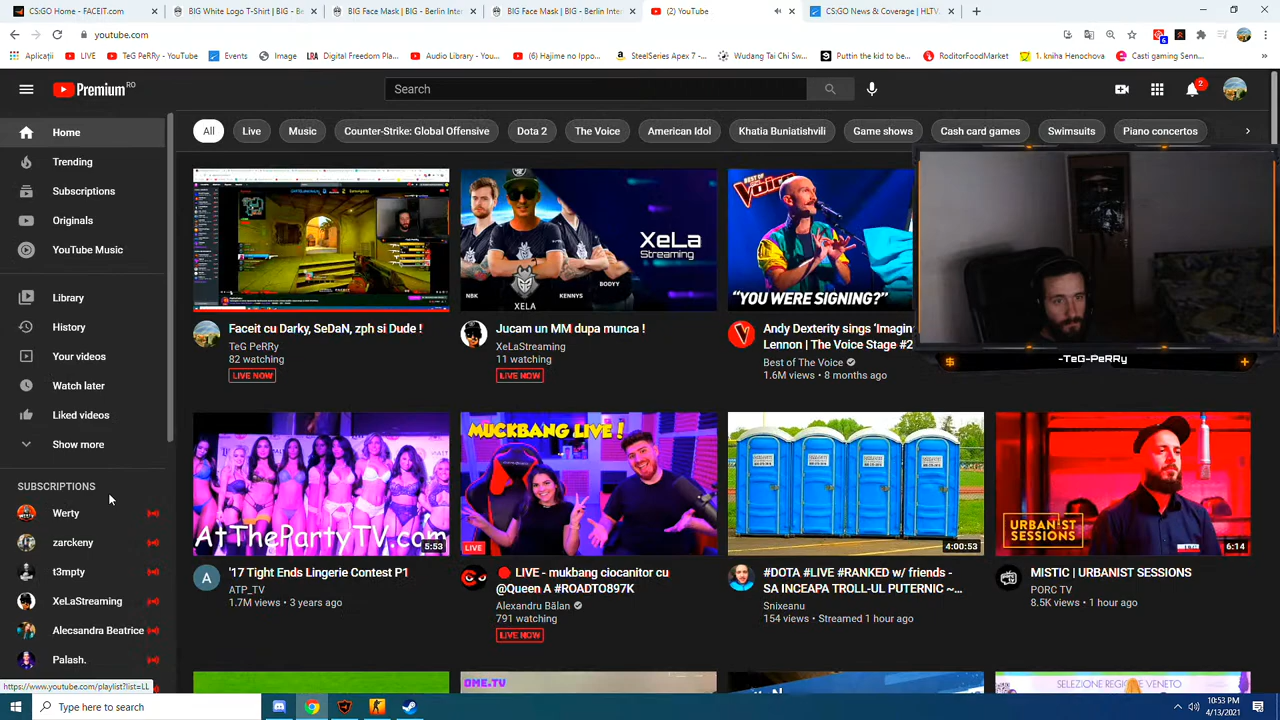 CS:GO Home - FACEIT.com
BIG White Logo T-Shirt | BIG - Be
BIG Face Mask | BIG - Berlin Inter
BIG Face Mask | BIG - Berlin Inter
(2) YouTube
CS:GO News & Coverage | HLTV.
youtube.com
6
Aplicații
LIVE
TeG PeRRy - YouTube
Events
Image
LRA Digital Freedom Pla...
Audio Library - You...
(6) Hajime no Ippo...
SteelSeries Apex 7 -...
Wudang Tai Chi Sw...
Puttin the kid to be...
RoditorFoodMarket
1. kniha Henochova
Casti gaming Senn...
Premium RO
Search
2
All
Live
Music
Counter-Strike: Global Offensive
Dota 2
The Voice
American Idol
Khatia Buniatishvili
Game shows
Cash card games
Swimsuits
Piano concertos
Home
Trending
Subscriptions
Originals
YouTube Music
Library
History
Your videos
Watch later
Liked videos
Show more
SUBSCRIPTIONS
Werty
zarckeny
t3mpty
XeLaStreaming
Alecsandra Beatrice
Palash.
XeLa
Streaming
NBK
XELA
KENNYS
BODYY
BEST OF
THE VOICE
"YOU WERE SIGNING?"
-TeG-PeRRy
Faceit cu Darky, SeDaN, zph si Dude !
TeG PeRRy
82 watching
LIVE NOW
Jucam un MM dupa munca !
XeLaStreaming
11 watching
LIVE NOW
Andy Dexterity sings 'Imagin
Lennon | The Voice Stage #2
Best of The Voice
1.6M views • 8 months ago
AtThePartyTV.com
5:53
MUCKBANG LIVE !
LIVE
4:00:53
URBANIST
SESSIONS
6:14
'17 Tight Ends Lingerie Contest P1
ATP_TV
1.7M views • 3 years ago
LIVE - mukbang ciocanitor cu
@Queen A #ROADTO897K
Alexandru Bălan
791 watching
LIVE NOW
#DOTA #LIVE #RANKED w/ friends -
SA INCEAPA TROLL-UL PUTERNIC ~...
Snixeanu
154 views • Streamed 1 hour ago
MISTIC | URBANIST SESSIONS
PORC TV
8.5K views • 1 hour ago
OME.TV
SELEZIONE REGIONE VENETO
https://www.youtube.com/playlist?list=LL
Type here to search
10:53 PM
4/13/2021